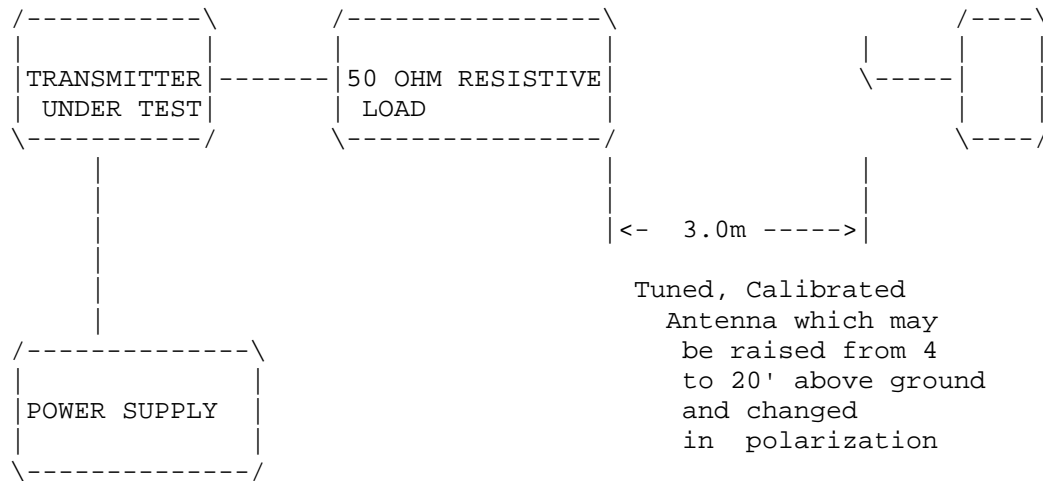 TRANSMITTER
UNDER TEST
50 OHM RESISTIVE
LOAD
<- 3.0m ----->
Tuned, Calibrated
Antenna which may
be raised from 4
to 20' above ground
and changed
in polarization
POWER SUPPLY